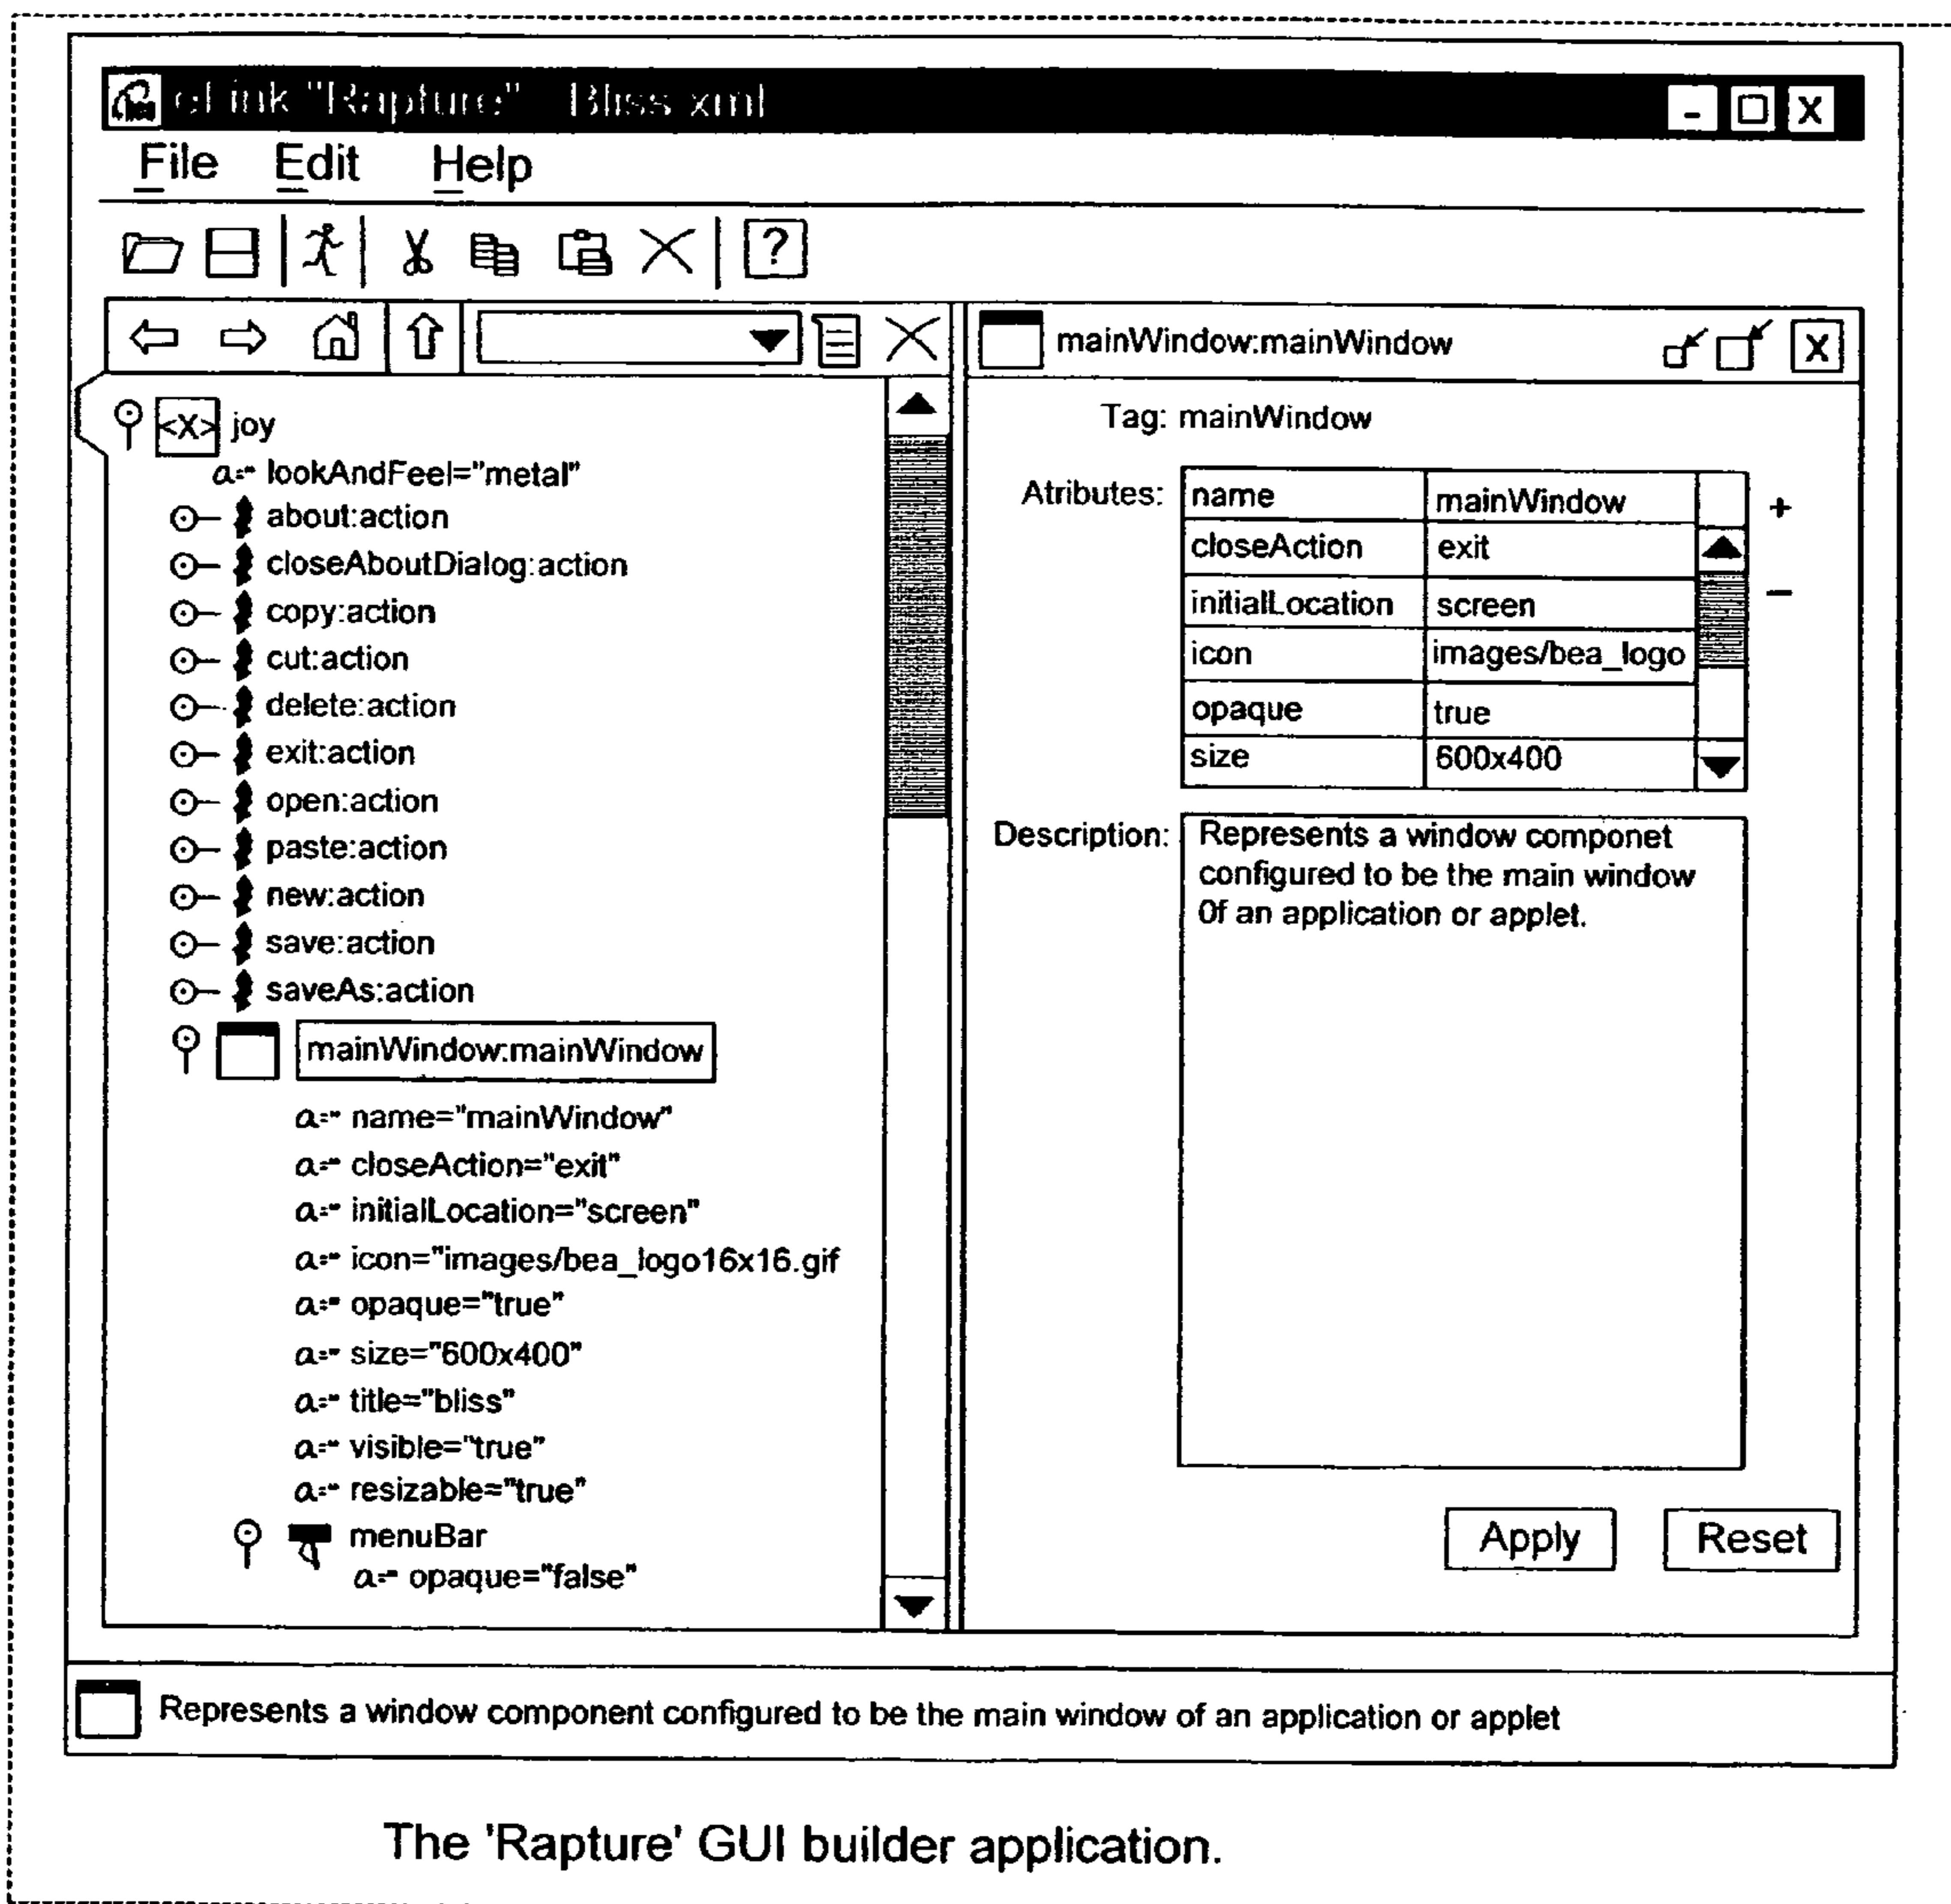 eLink "Rapture" Bliss xml
File Edit Help
?
mainWindow:mainWindow
<X> joy
a= lookAndFeel="metal"
about:action
closeAboutDialog:action
copy:action
cut:action
delete:action
exit:action
open:action
paste:action
new:action
save:action
saveAs:action
mainWindow:mainWindow
a= name="mainWindow"
a= closeAction="exit"
a= initialLocation="screen"
a= icon="images/bea_logo16x16.gif
a= opaque="true"
a= size="600x400"
a= title="bliss"
a= visible="true"
a= resizable="true"
menuBar
a= opaque="false"
Tag: mainWindow
Atributes:
name mainWindow
closeAction exit
initialLocation screen
icon images/bea_logo
opaque true
size 600x400
+
−
Description:
Represents a window componet
configured to be the main window
0f an application or applet.
Apply Reset
Represents a window component configured to be the main window of an application or applet
The 'Rapture' GUI builder application.